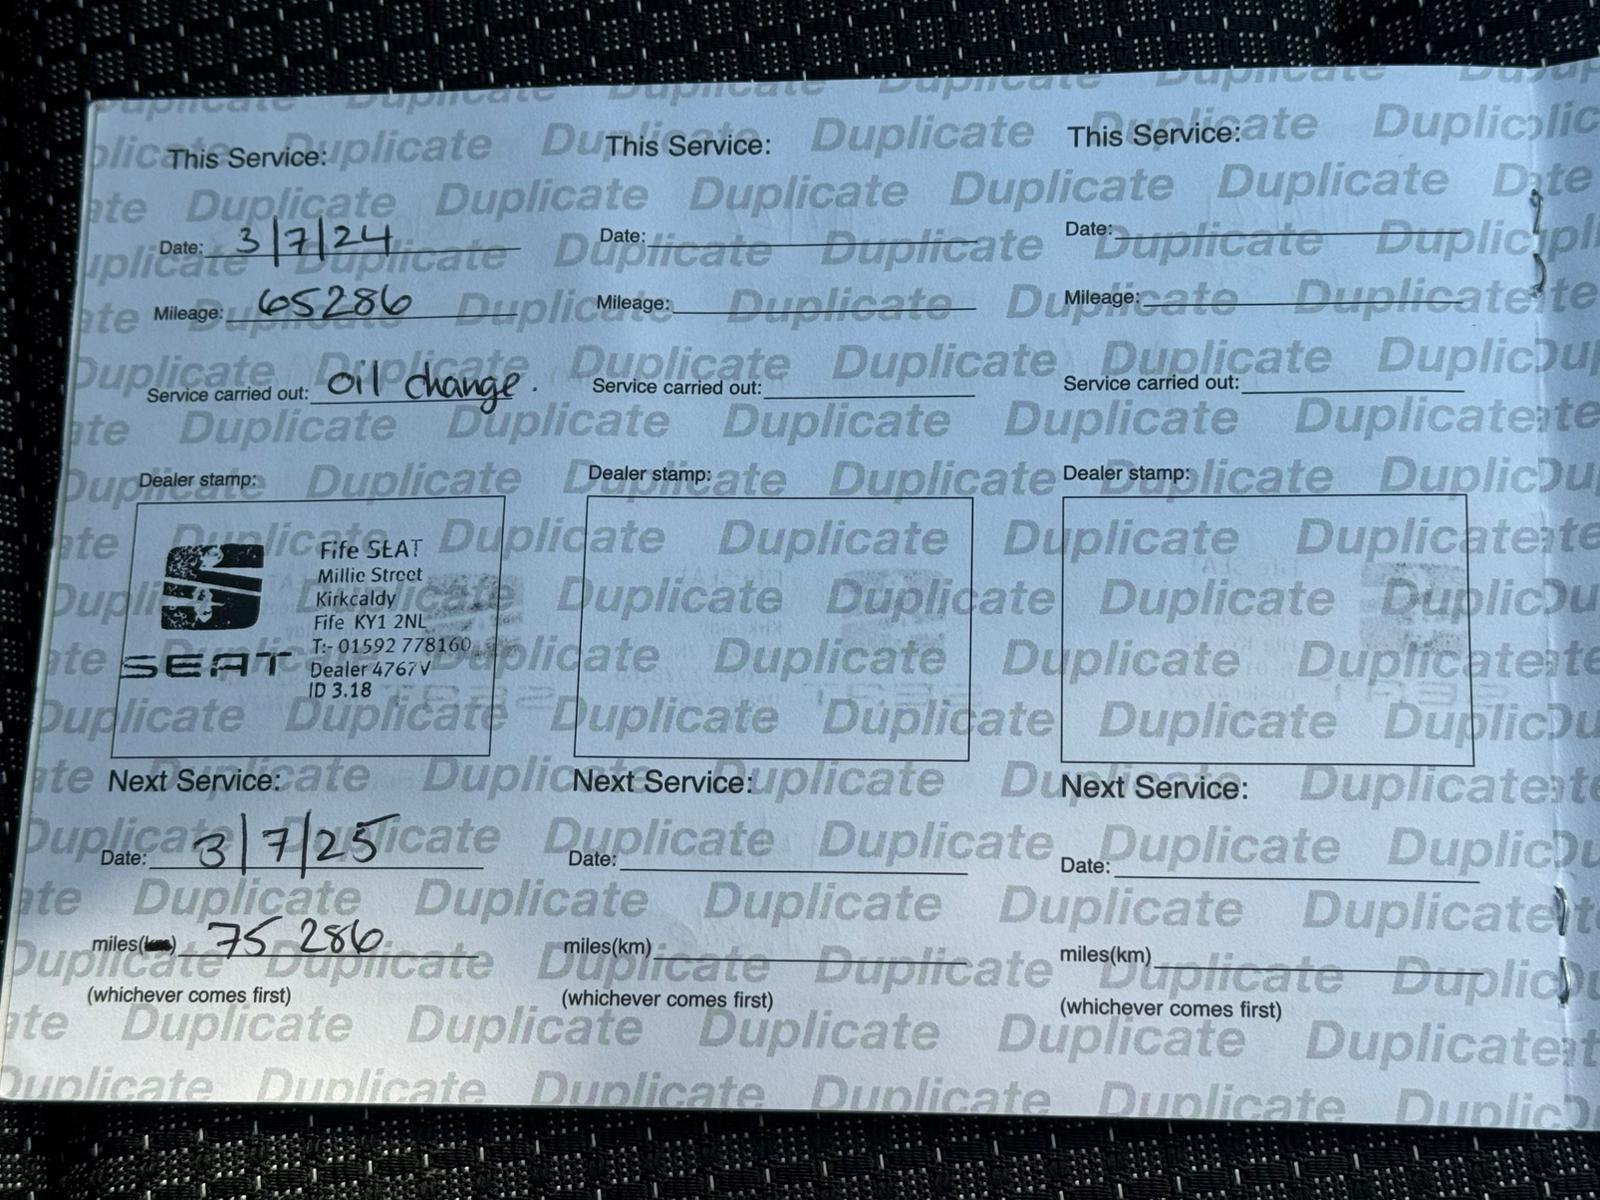 This Service:
Date: 3/7/24
Mileage: 65286
Service carried out: oil change.
Dealer stamp:
SEAT
Fife SEAT
Millie Street
Kirkcaldy
Fife KY1 2NL
T:- 01592 778160
Dealer 4767V
ID 3.18
Next Service:
Date: 3/7/25
miles(km) 75 286
(whichever comes first)
This Service:
Date:
Mileage:
Service carried out:
Dealer stamp:
Next Service:
Date:
miles(km)
(whichever comes first)
This Service:
Date:
Mileage:
Service carried out:
Dealer stamp:
Next Service:
Date:
miles(km)
(whichever comes first)
Duplicate